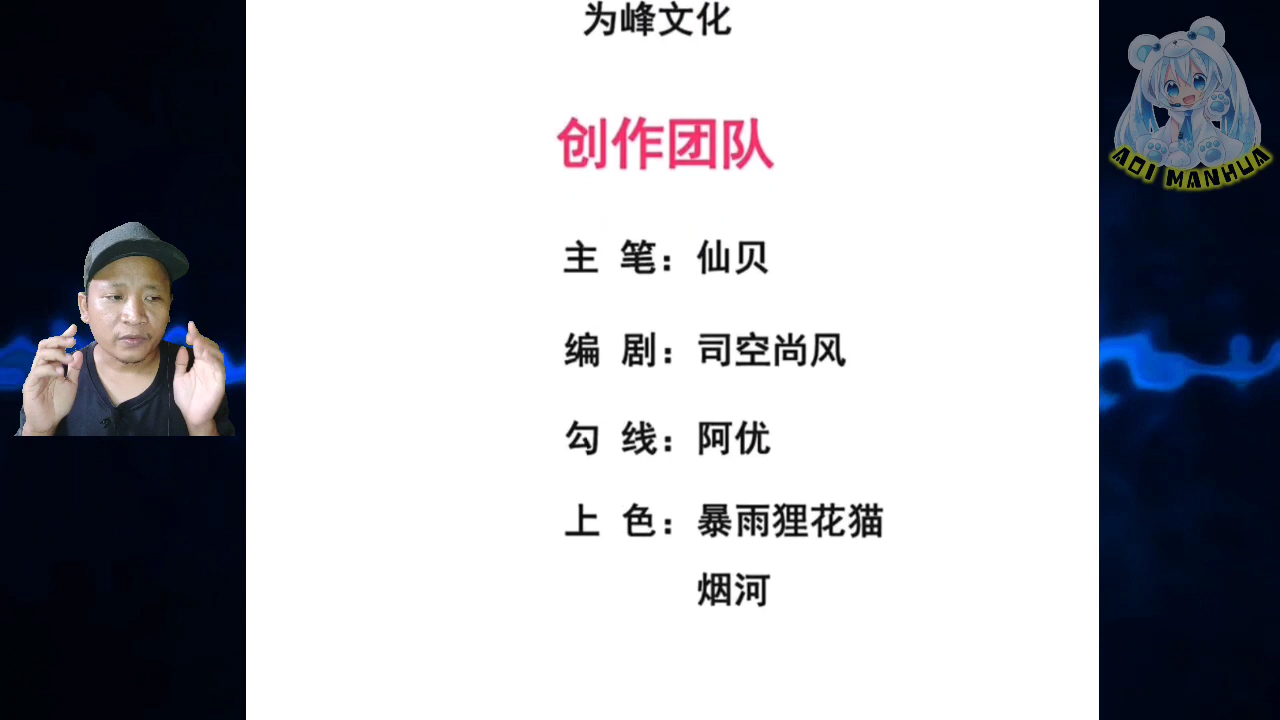 为峰文化
创作团队
主 笔：仙贝
编 剧：司空尚风
勾 线：阿优
上 色：暴雨狸花猫
烟河
AOI MANHUA